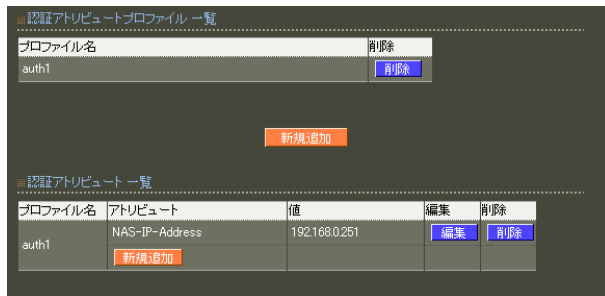 認証アトリビュートプロファイル 一覧
プロファイル名 削除
auth1 削除
新規追加
認証アトリビュート 一覧
プロファイル名 アトリビュート 値 編集 削除
auth1 NAS-IP-Address 192.168.0.251 編集 削除
新規追加